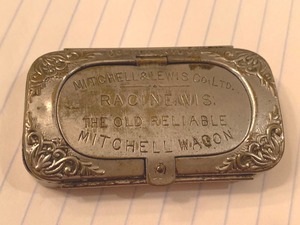 MITCHELL & LEWIS CO. LTD.
RACINE, WIS.
THE OLD RELIABLE
MITCHELL WAGON